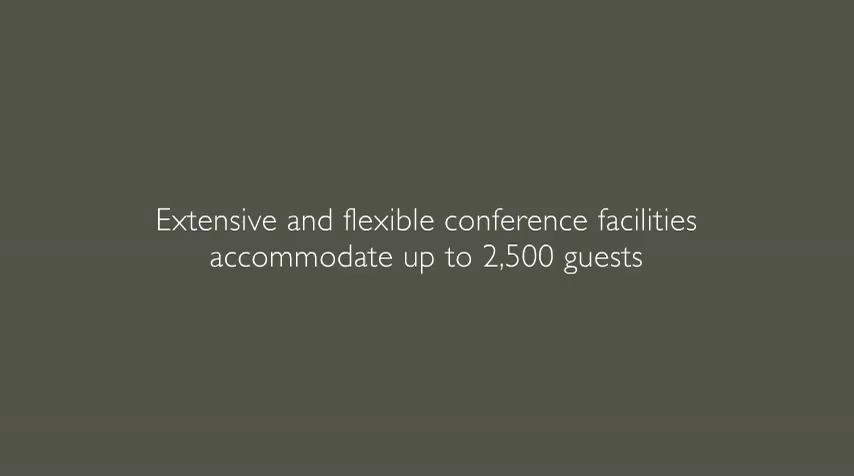 Extensive and flexible conference facilities
accommodate up to 2,500 guests